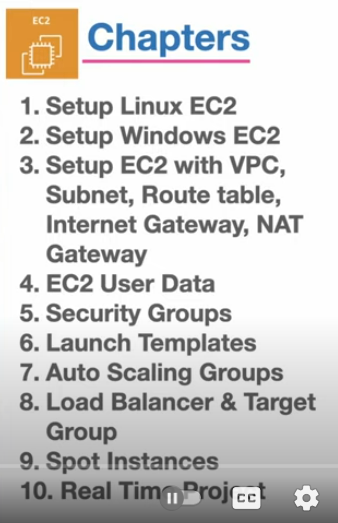 EC2
Chapters
1. Setup Linux EC2
2. Setup Windows EC2
3. Setup EC2 with VPC,
Subnet, Route table,
Internet Gateway, NAT
Gateway
4. EC2 User Data
5. Security Groups
6. Launch Templates
7. Auto Scaling Groups
8. Load Balancer & Target
Group
9. Spot Instances
10. Real Time Project
CC